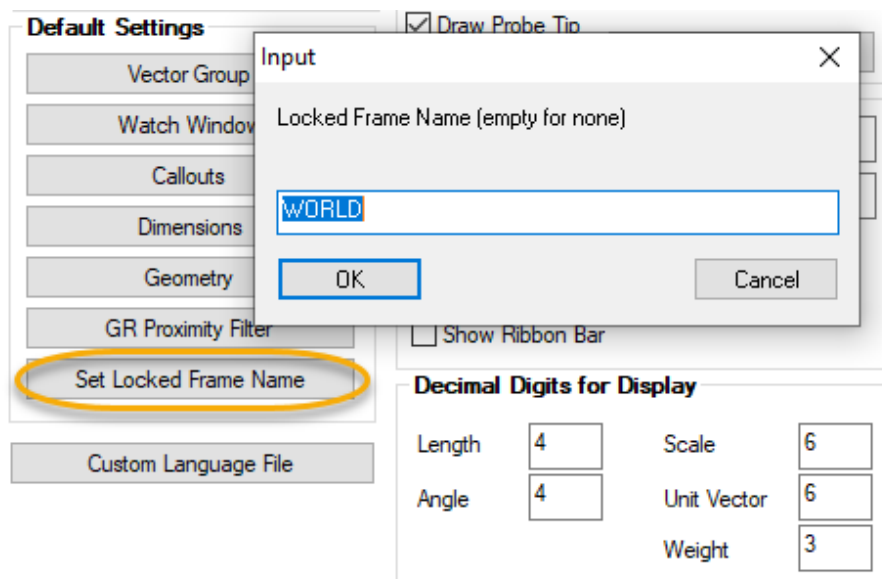 Default Settings
Vector Group
Watch Window
Callouts
Dimensions
Geometry
GR Proximity Filter
Set Locked Frame Name
Custom Language File
Draw Probe Tip
Input
Locked Frame Name (empty for none)
WORLD
OK
Cancel
Show Ribbon Bar
Decimal Digits for Display
Length 4 Scale 6
Angle 4 Unit Vector 6
Weight 3